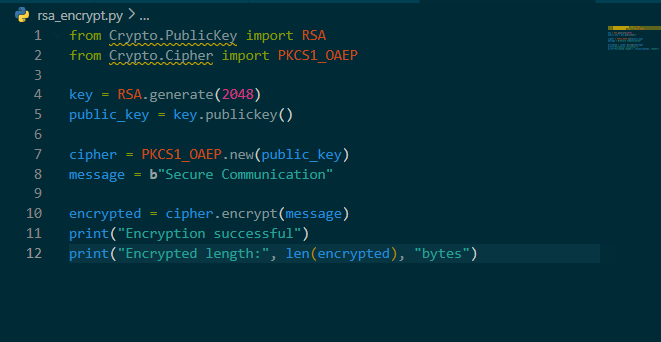 rsa_encrypt.py > ...
1 from Crypto.PublicKey import RSA
2 from Crypto.Cipher import PKCS1_OAEP
3
4 key = RSA.generate(2048)
5 public_key = key.publickey()
6
7 cipher = PKCS1_OAEP.new(public_key)
8 message = b"Secure Communication"
9
10 encrypted = cipher.encrypt(message)
11 print("Encryption successful")
12 print("Encrypted length:", len(encrypted), "bytes")